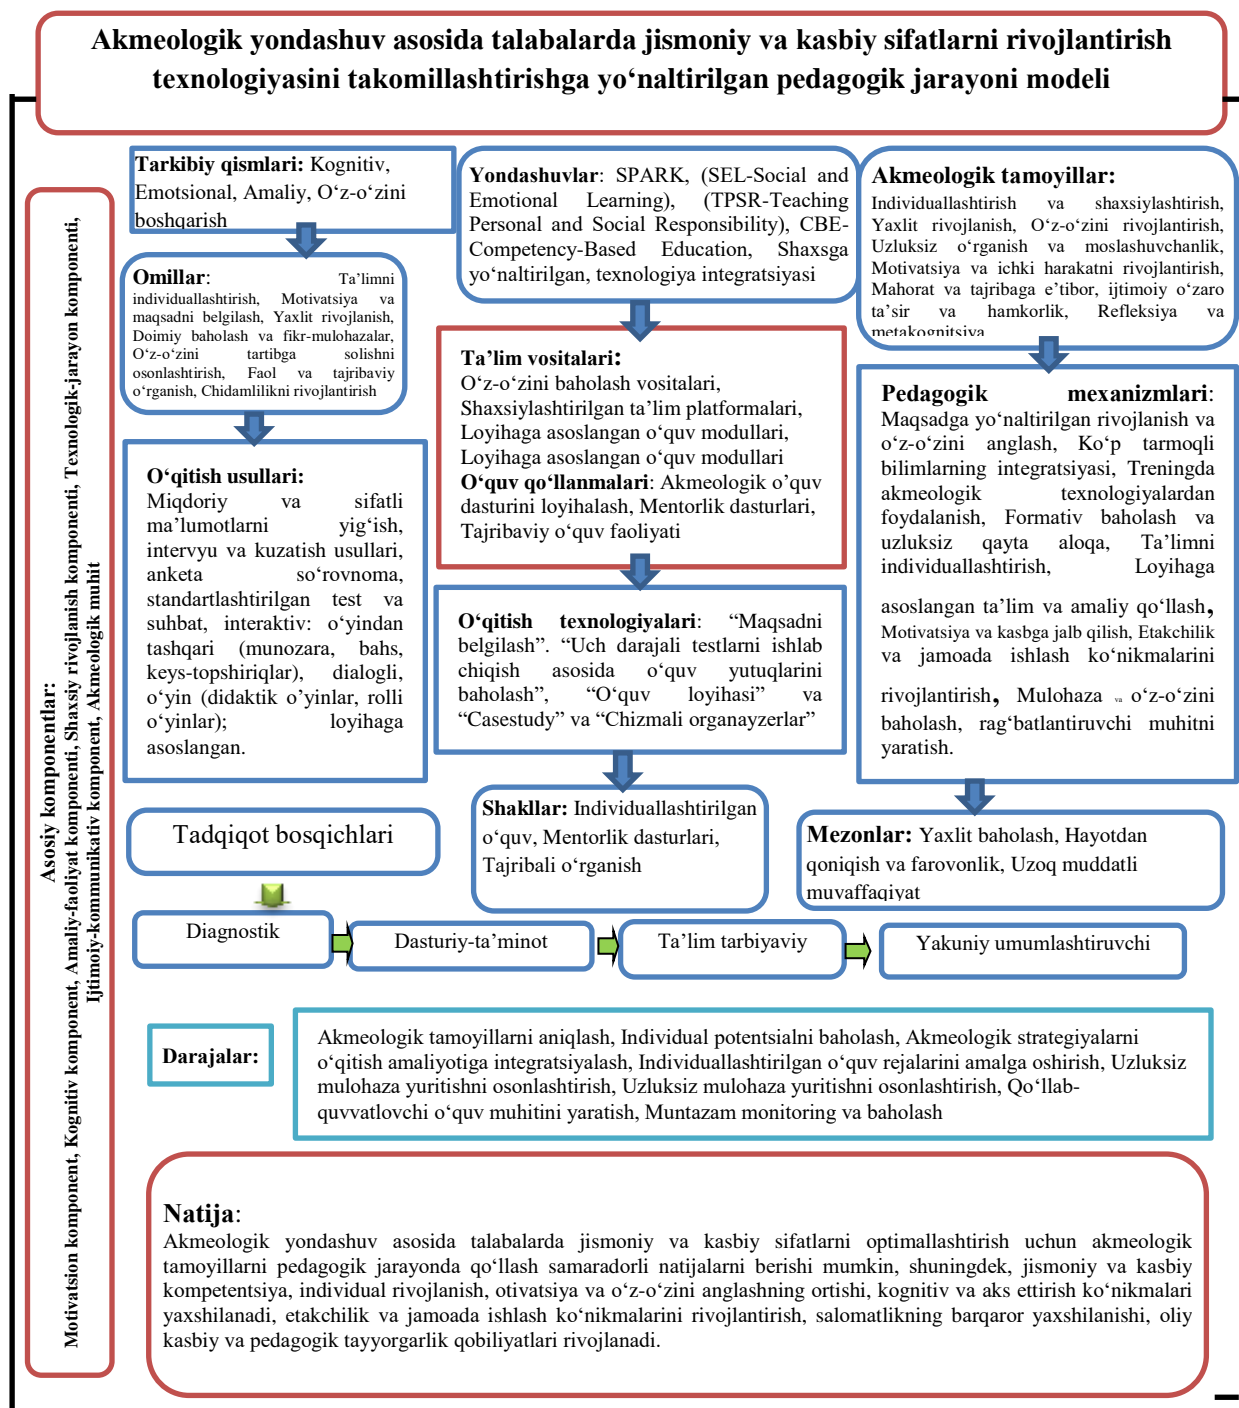 Akmeologik yondashuv asosida talabalarda jismoniy va kasbiy sifatlarni rivojlantirish
texnologiyasini takomillashtirishga yo‘naltirilgan pedagogik jarayoni modeli
Asosiy komponentlar:
Motivatsion komponent, Kognitiv komponent, Amaliy-faoliyat komponenti, Shaxsiy rivojlanish komponenti, Texnologik-jarayon komponenti,
Ijtimoiy-kommunikativ komponent, Akmeologik muhit
Tarkibiy qismlari: Kognitiv,
Emotsional, Amaliy, O‘z-o‘zini
boshqarish
Omillar: Ta’limni
individuallashtirish, Motivatsiya va
maqsadni belgilash, Yaxlit rivojlanish,
Doimiy baholash va fikr-mulohazalar,
O‘z-o‘zini tartibga solishni
osonlashtirish, Faol va tajribaviy
o‘rganish, Chidamlilikni rivojlantirish
O‘qitish usullari:
Miqdoriy va sifatli
ma’lumotlarni yig‘ish,
intervyu va kuzatish usullari,
anketa so‘rovnoma,
standartlashtirilgan test va
suhbat, interaktiv: o‘yindan
tashqari (munozara, bahs,
keys-topshiriqlar), dialogli,
o‘yin (didaktik o’yinlar, rolli
o‘yinlar); loyihaga
asoslangan.
Yondashuvlar: SPARK, (SEL-Social and
Emotional Learning), (TPSR-Teaching
Personal and Social Responsibility), CBE-
Competency-Based Education, Shaxsga
yo‘naltirilgan, texnologiya integratsiyasi
Ta’lim vositalari:
O‘z-o‘zini baholash vositalari,
Shaxsiylashtirilgan ta’lim platformalari,
Loyihaga asoslangan o‘quv modullari,
Loyihaga asoslangan o‘quv modullari
O‘quv qo‘llanmalari: Akmeologik o’quv
dasturini loyihalash, Mentorlik dasturlari,
Tajribaviy o‘quv faoliyati
O‘qitish texnologiyalari: “Maqsadni
belgilash”. “Uch darajali testlarni ishlab
chiqish asosida o‘quv yutuqlarini
baholash”, “O‘quv loyihasi” va
“Casestudy” va “Chizmali organayzerlar”
Shakllar: Individuallashtirilgan
o‘quv, Mentorlik dasturlari,
Tajribali o‘rganish
Akmeologik tamoyillar:
Individuallashtirish va shaxsiylashtirish,
Yaxlit rivojlanish, O‘z-o‘zini rivojlantirish,
Uzluksiz o‘rganish va moslashuvchanlik,
Motivatsiya va ichki harakatni rivojlantirish,
Mahorat va tajribaga e’tibor, ijtimoiy o‘zaro
ta’sir va hamkorlik, Refleksiya va
metakognitsiya
Pedagogik mexanizmlari:
Maqsadga yo‘naltirilgan rivojlanish va
o‘z-o‘zini anglash, Ko‘p tarmoqli
bilimlarning integratsiyasi, Treningda
akmeologik texnologiyalardan
foydalanish, Formativ baholash va
uzluksiz qayta aloqa, Ta’limni
individuallashtirish, Loyihaga
asoslangan ta’lim va amaliy qo‘llash,
Motivatsiya va kasbga jalb qilish, Etakchilik
va jamoada ishlash ko‘nikmalarini
rivojlantirish, Mulohaza va o‘z-o‘zini
baholash, rag‘batlantiruvchi muhitni
yaratish.
Mezonlar: Yaxlit baholash, Hayotdan
qoniqish va farovonlik, Uzoq muddatli
muvaffaqiyat
Tadqiqot bosqichlari
Diagnostik
Dasturiy-ta’minot
Ta’lim tarbiyaviy
Yakuniy umumlashtiruvchi
Darajalar:
Akmeologik tamoyillarni aniqlash, Individual potentsialni baholash, Akmeologik strategiyalarni
o‘qitish amaliyotiga integratsiyalash, Individuallashtirilgan o‘quv rejalarini amalga oshirish, Uzluksiz
mulohaza yuritishni osonlashtirish, Uzluksiz mulohaza yuritishni osonlashtirish, Qo‘llab-
quvvatlovchi o‘quv muhitini yaratish, Muntazam monitoring va baholash
Natija:
Akmeologik yondashuv asosida talabalarda jismoniy va kasbiy sifatlarni optimallashtirish uchun akmeologik
tamoyillarni pedagogik jarayonda qo‘llash samaradorli natijalarni berishi mumkin, shuningdek, jismoniy va kasbiy
kompetentsiya, individual rivojlanish, otivatsiya va o‘z-o‘zini anglashning ortishi, kognitiv va aks ettirish ko‘nikmalari
yaxshilanadi, etakchilik va jamoada ishlash ko‘nikmalarini rivojlantirish, salomatlikning barqaror yaxshilanishi, oliy
kasbiy va pedagogik tayyorgarlik qobiliyatlari rivojlanadi.